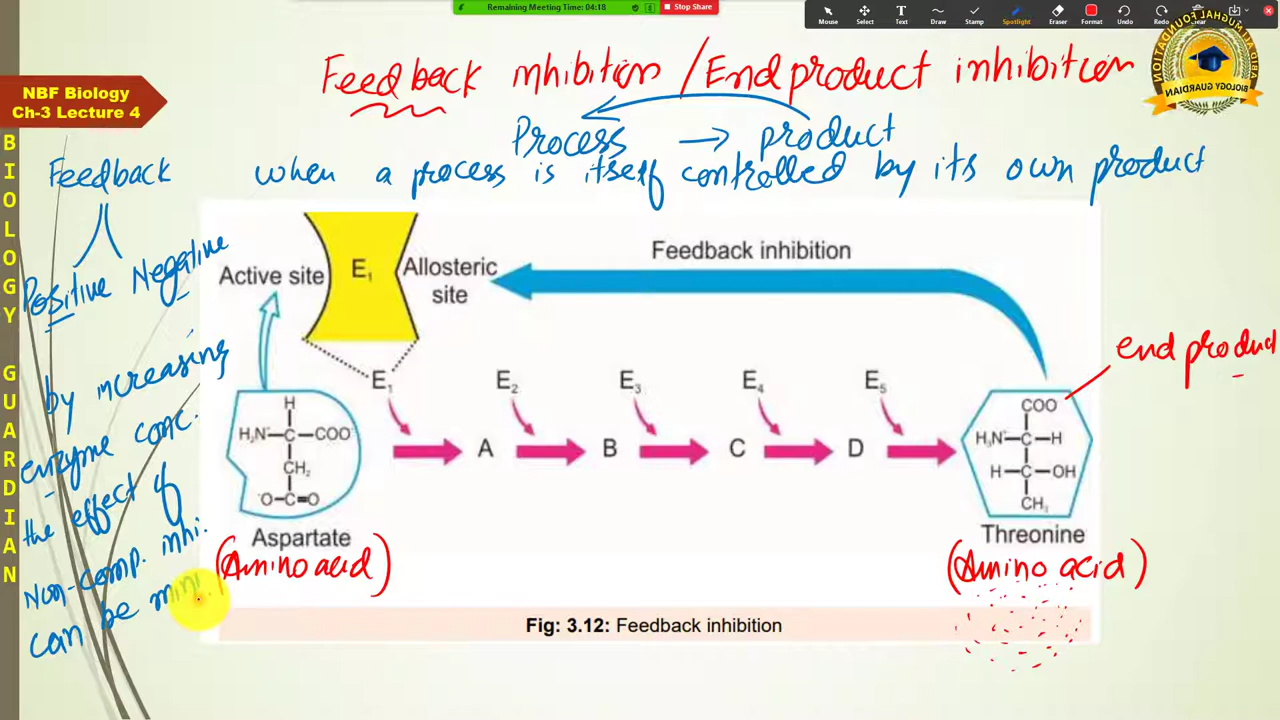 Remaining Meeting Time: 04:18
Stop Share
Mouse Select Text Draw Stamp Spotlight Eraser Format Undo Redo Clear
NBF Biology
Ch-3 Lecture 4
BIOLOGY GUARDIAN
Feedback inhibition / End product inhibition
Process → product
Feedback when a process is itself controlled by its own product
Positive Negative
by increasing
enzyme conc.
the effect of
Non-comp. inhi.
can be mini.
Active site
E₁
Allosteric
site
Feedback inhibition
end product
E₁ E₂ E₃ E₄ E₅
A B C D
H
H₃N⁺—C—COO⁻
CH₂
⁻O—C=O
Aspartate
(Amino acid)
COO
H₃N⁺—C—H
H—C—OH
CH₃
Threonine
(Amino acid)
Fig: 3.12: Feedback inhibition
BIOLOGY GUARDIAN